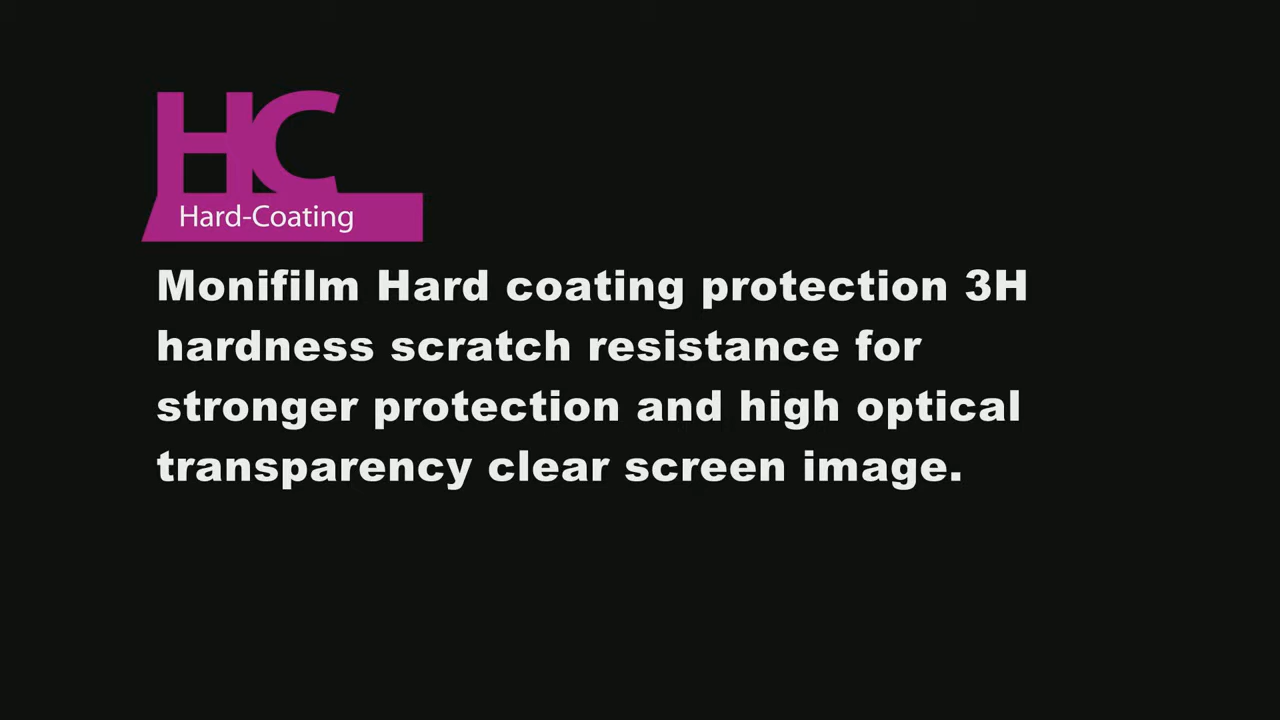 HC
Hard-Coating
Monifilm Hard coating protection 3H
hardness scratch resistance for
stronger protection and high optical
transparency clear screen image.